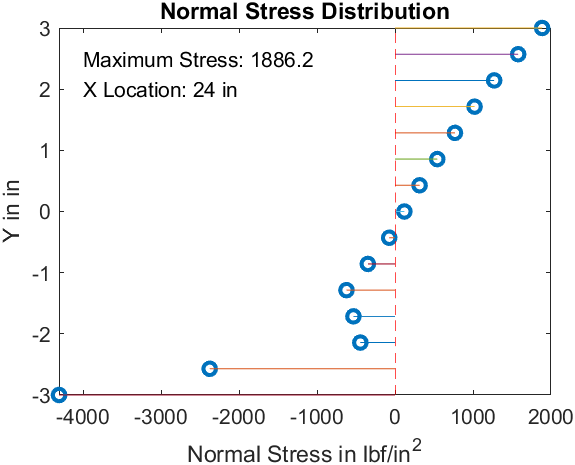 Normal Stress Distribution
Maximum Stress: 1886.2
X Location: 24 in
3
2
1
0
-1
-2
-3
Y in in
-4000 -3000 -2000 -1000 0 1000 2000
Normal Stress in lbf/in²